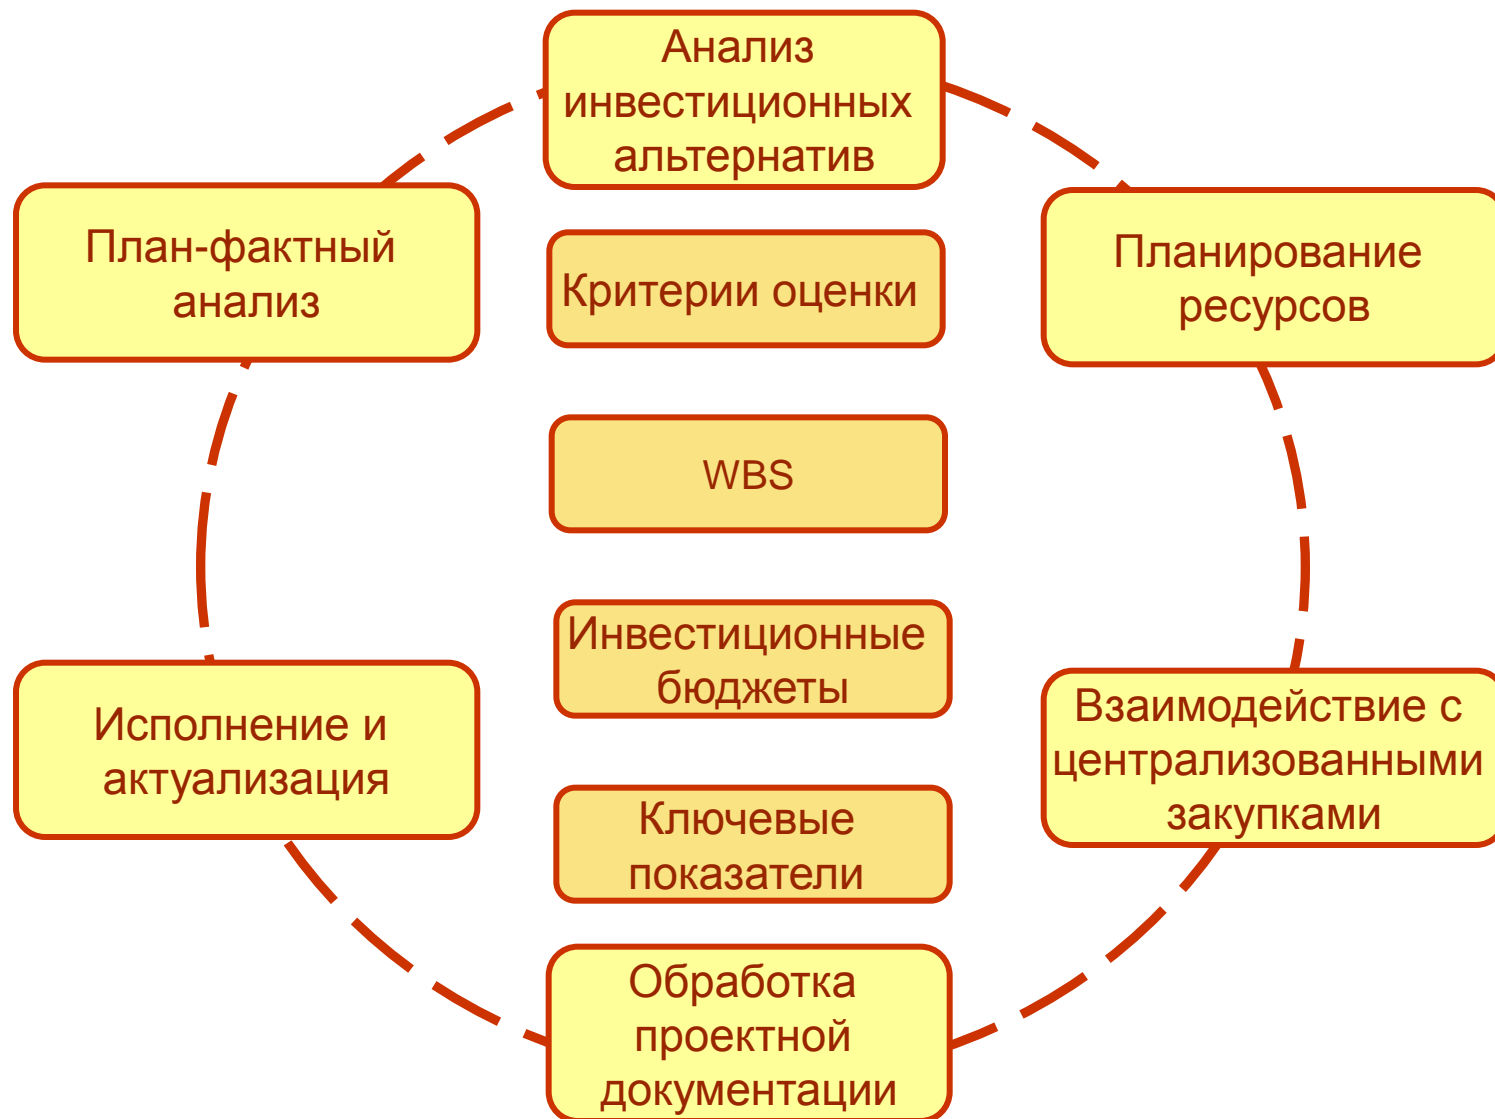 Анализ
инвестиционных
альтернатив
План-фактный
анализ
Критерии оценки
Планирование
ресурсов
WBS
Инвестиционные
бюджеты
Исполнение и
актуализация
Взаимодействие с
централизованными
закупками
Ключевые
показатели
Обработка
проектной
документации